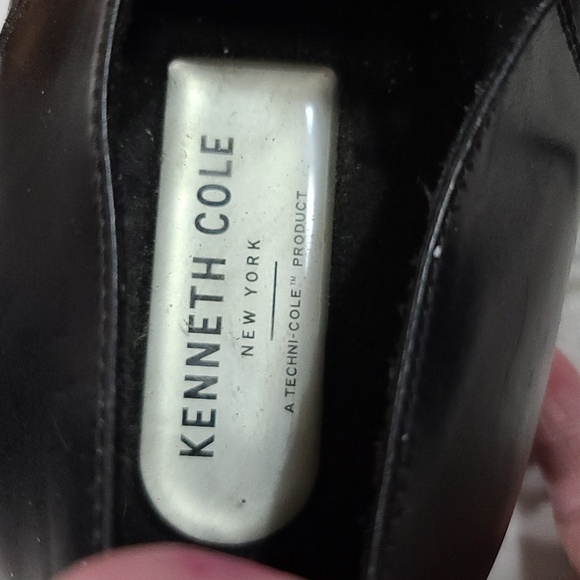 KENNETH COLE
NEW YORK
A TECHNI-COLE™ PRODUCT